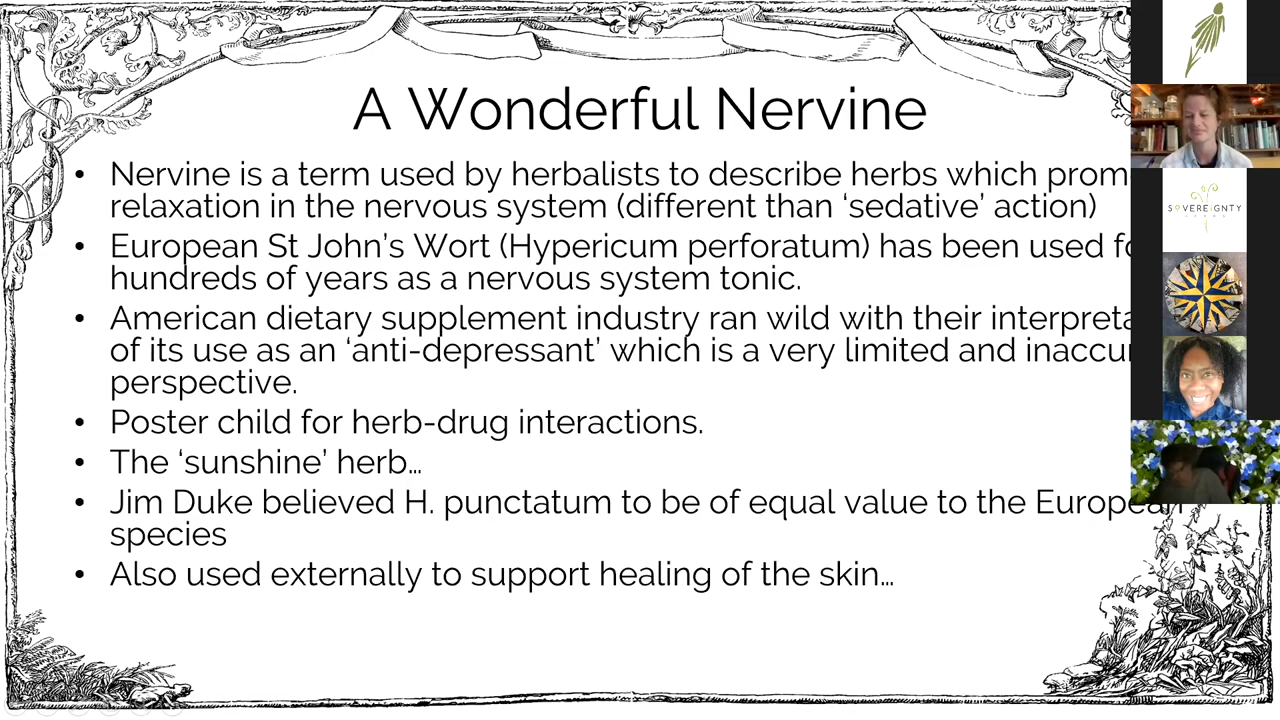 A Wonderful Nervine
• Nervine is a term used by herbalists to describe herbs which
relaxation in the nervous system (different than ‘sedative’ action)
• European St John’s Wort (Hypericum perforatum) has been used
hundreds of years as a nervous system tonic.
• American dietary supplement industry ran wild with their
of its use as an ‘anti-depressant’ which is a very limited and
perspective.
• Poster child for herb-drug interactions.
• The ‘sunshine’ herb…
• Jim Duke believed H. punctatum to be of equal value to the European
species
• Also used externally to support healing of the skin…
SOVEREIGNTY
HERBS